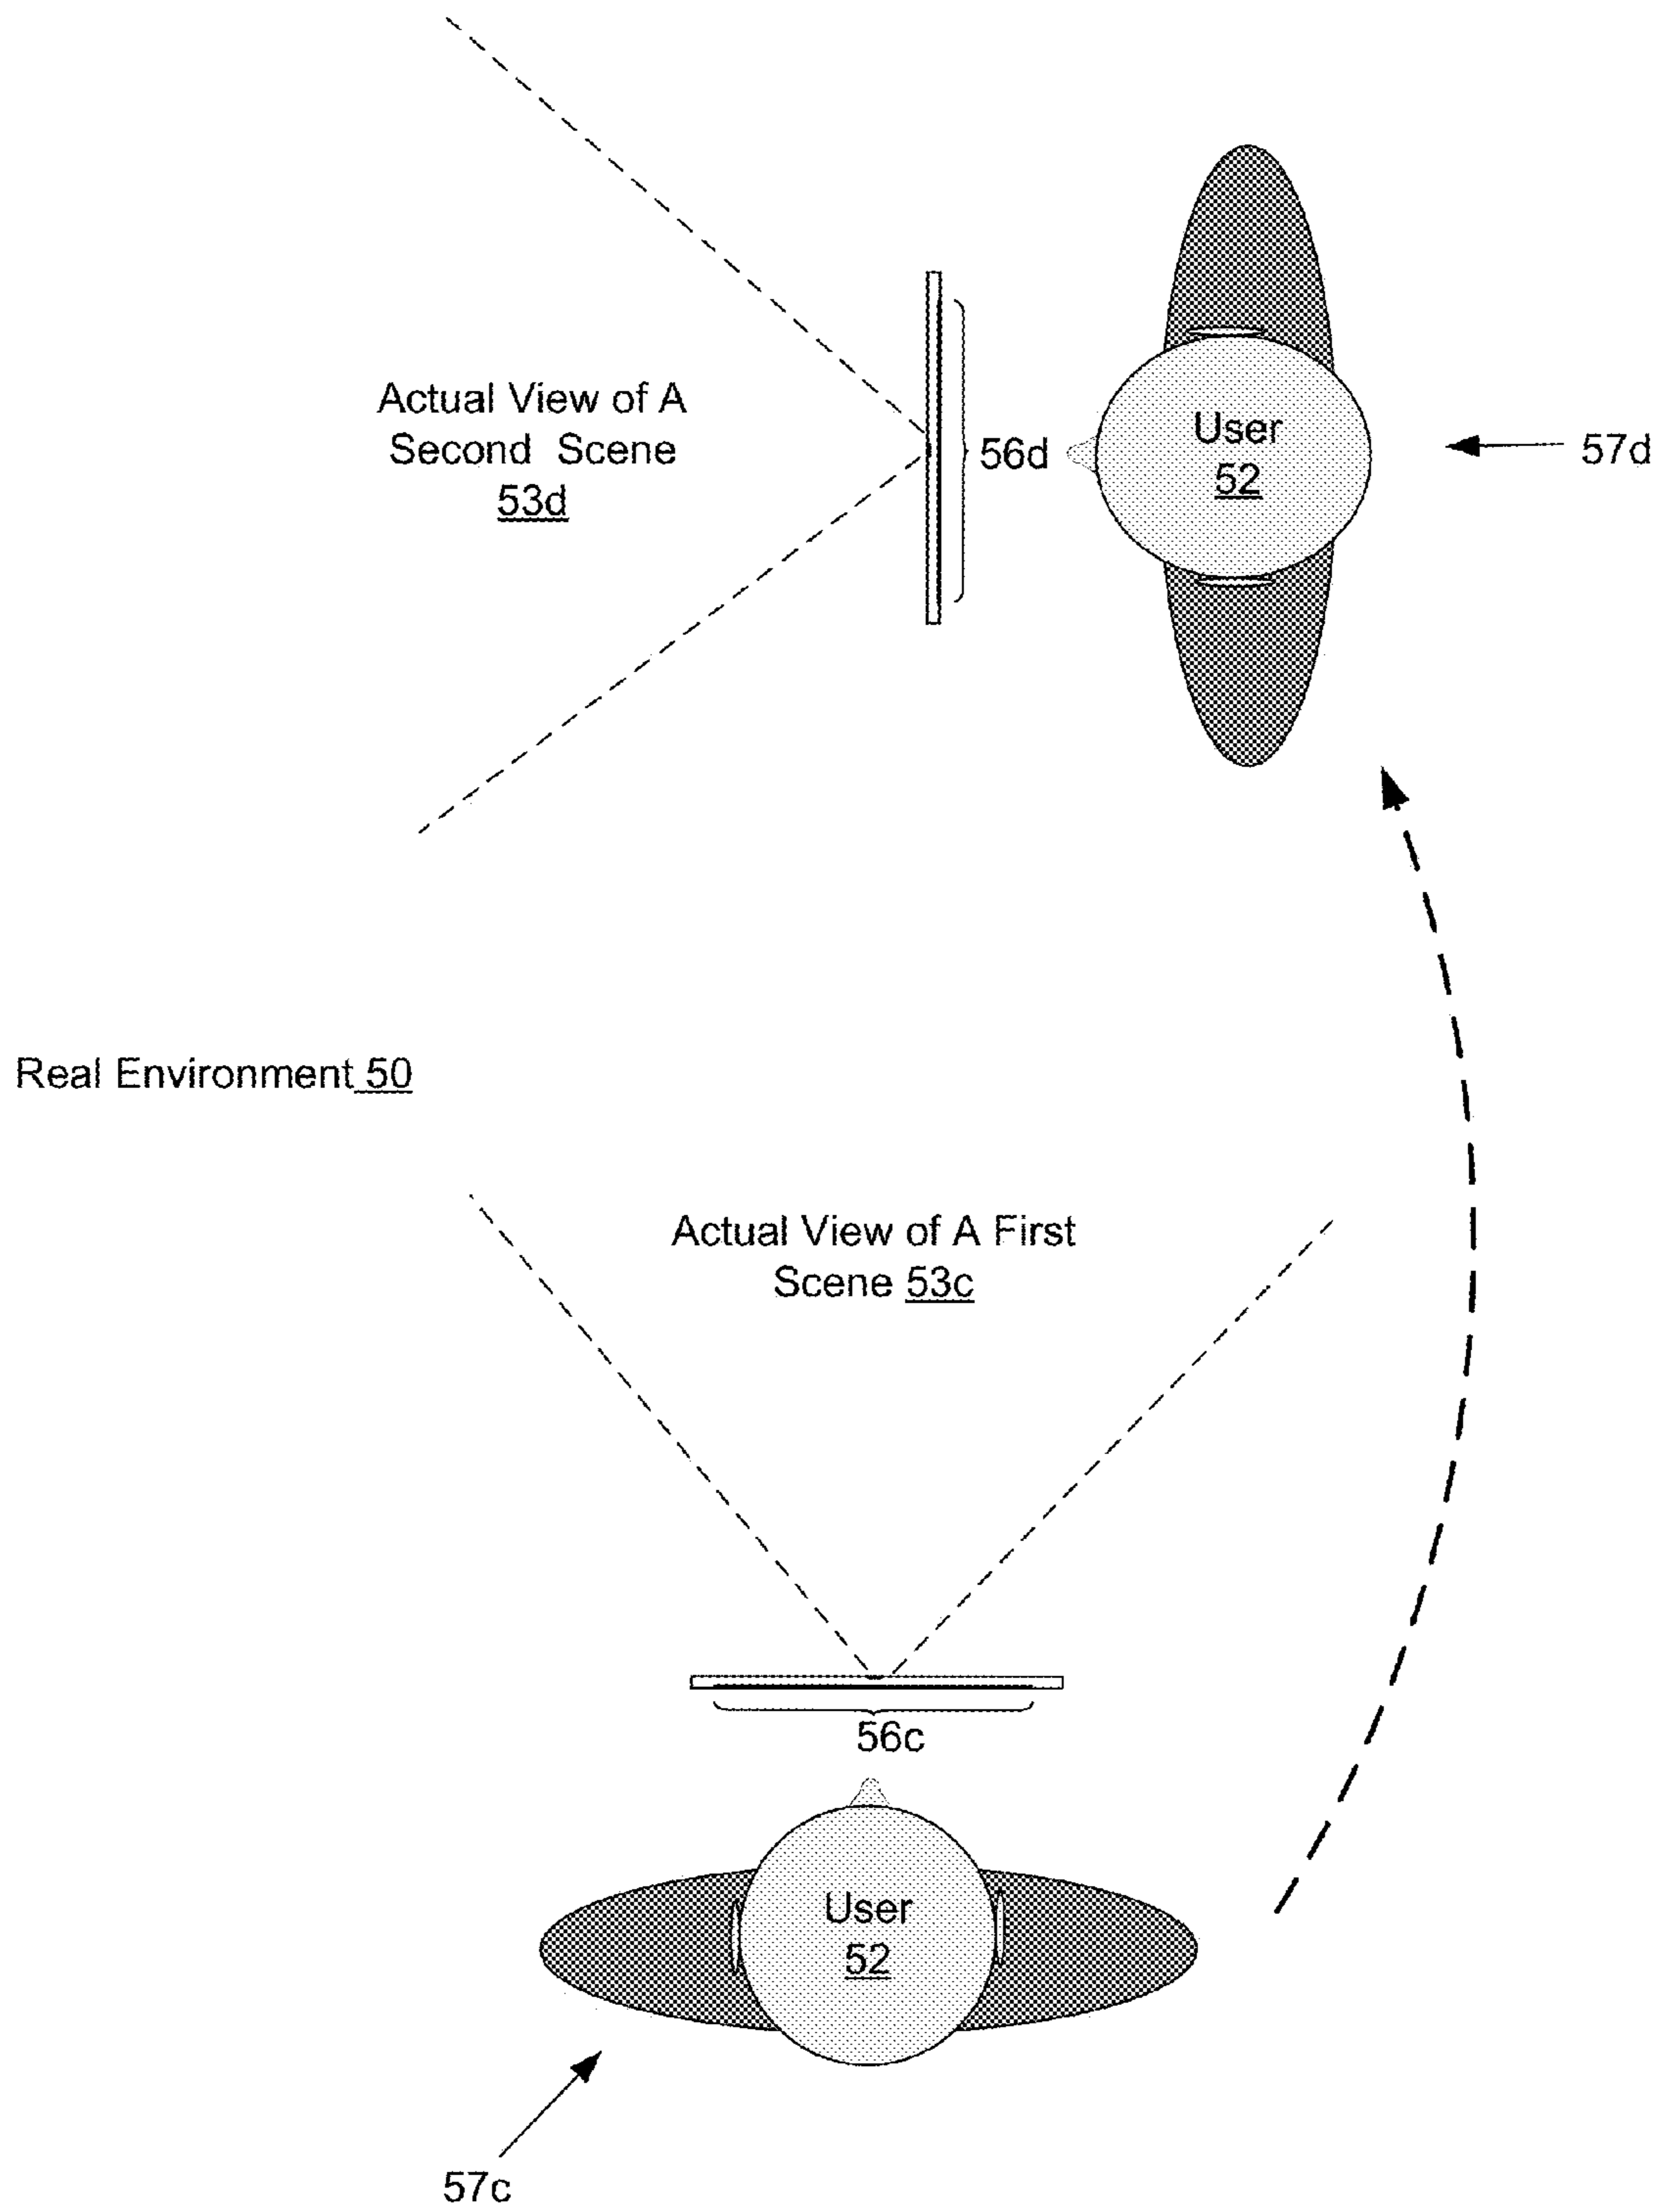 Actual View of A
Second Scene
53d
56d
User
52
57d
Real Environment 50
Actual View of A First
Scene 53c
56c
User
52
57c